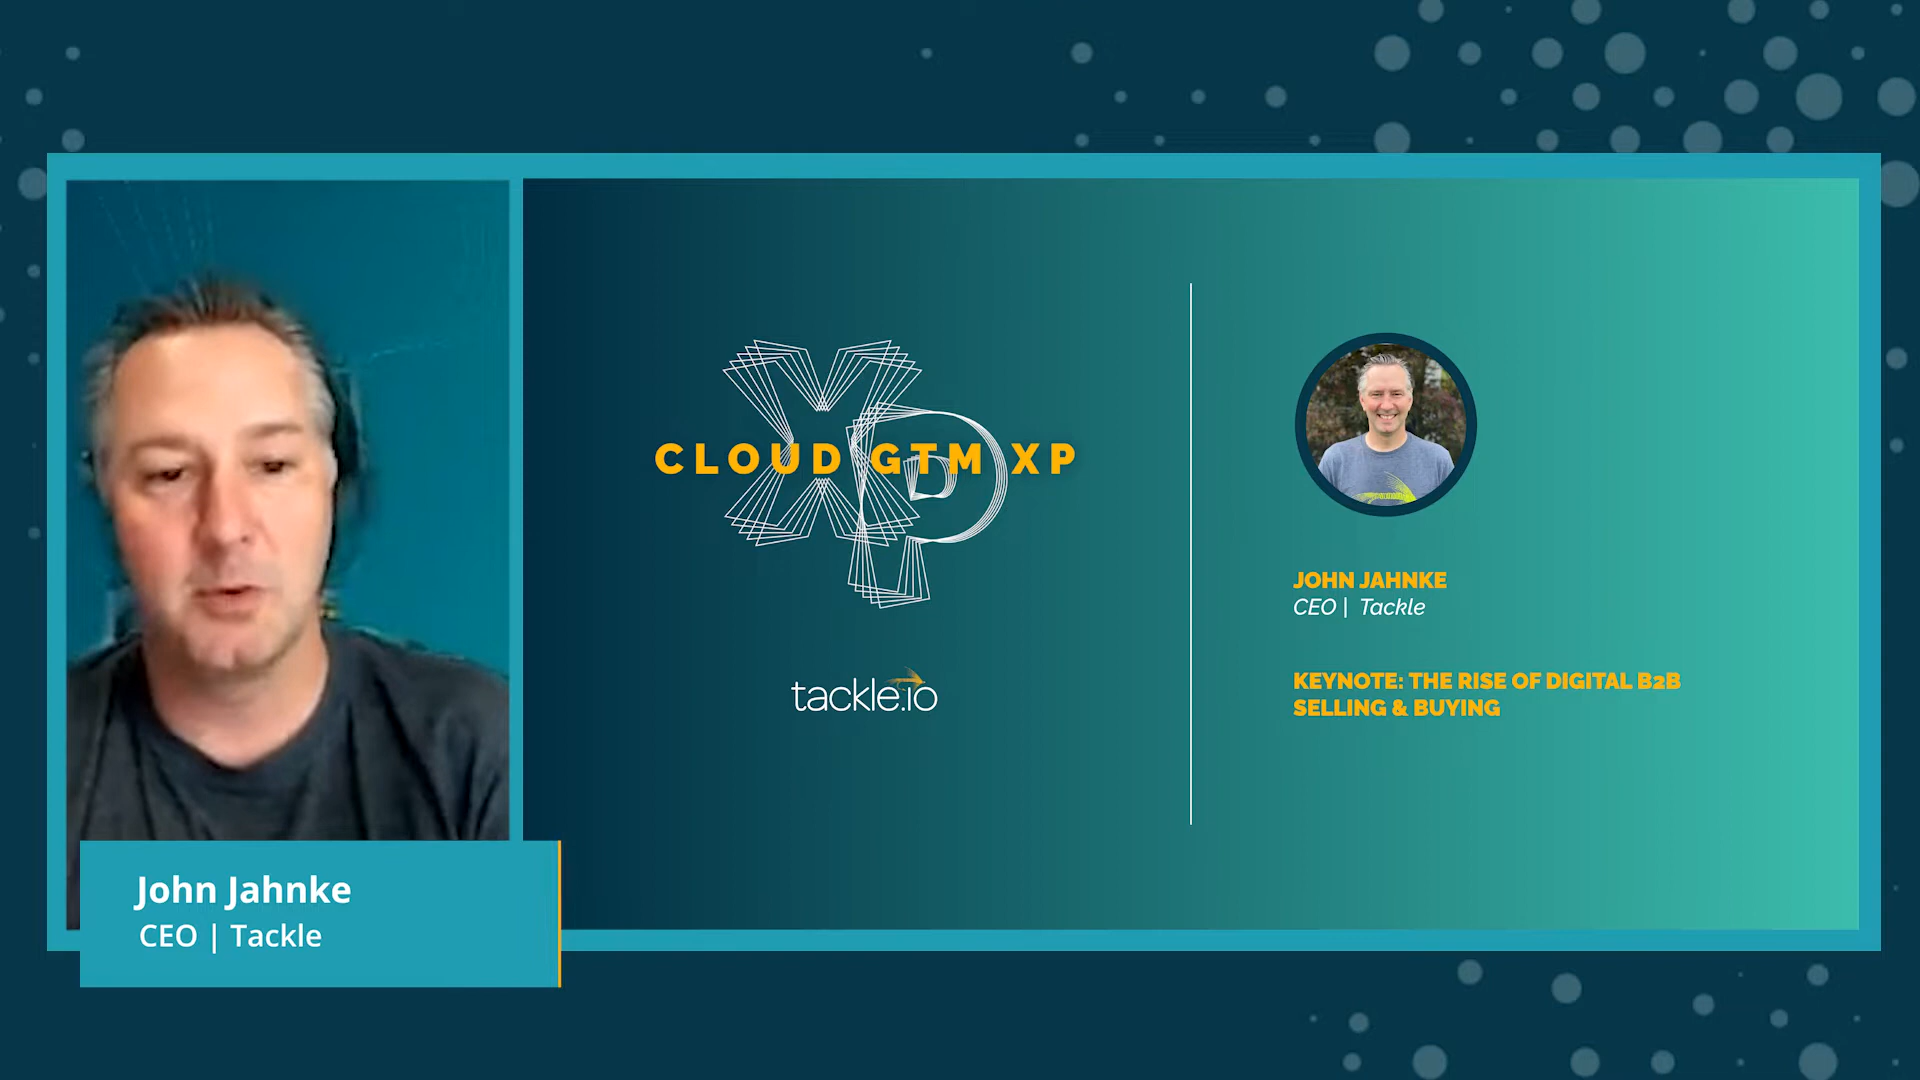 CLOUD GTM XP
XP
tackle.io
JOHN JAHNKE
CEO | Tackle
KEYNOTE: THE RISE OF DIGITAL B2B
SELLING & BUYING
John Jahnke
CEO | Tackle